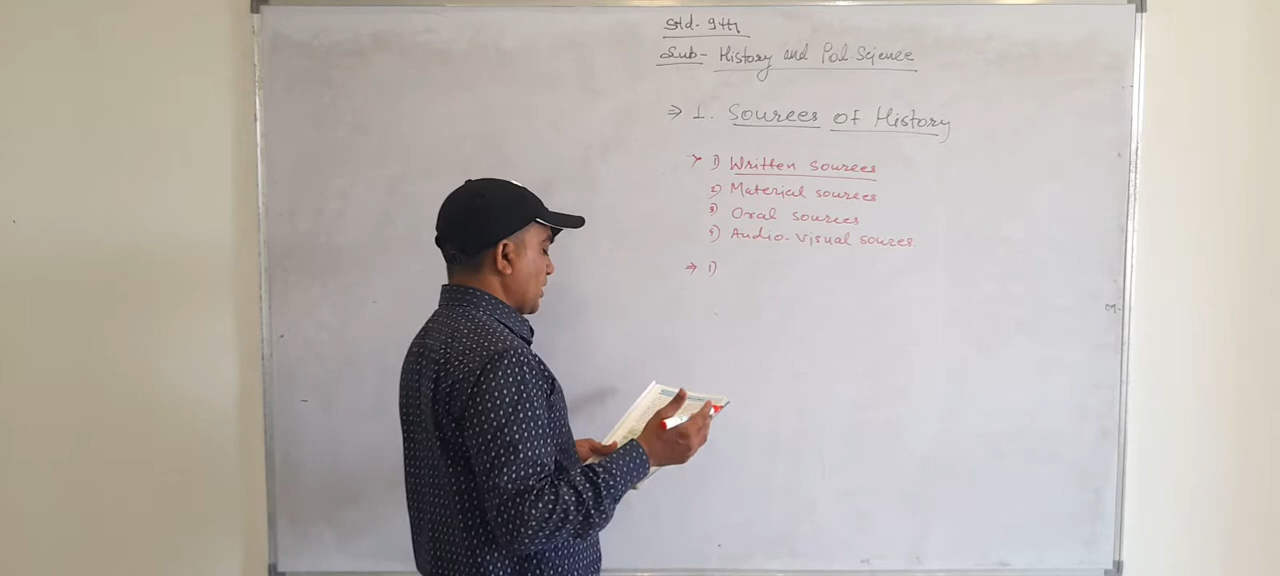 Std- 9th
Sub- History and Pol. Science
⇒ 1. Sources of History
→ 1) Written sources
2) Material sources
3) Oral sources
4) Audio-Visual sources
⇒ 1)